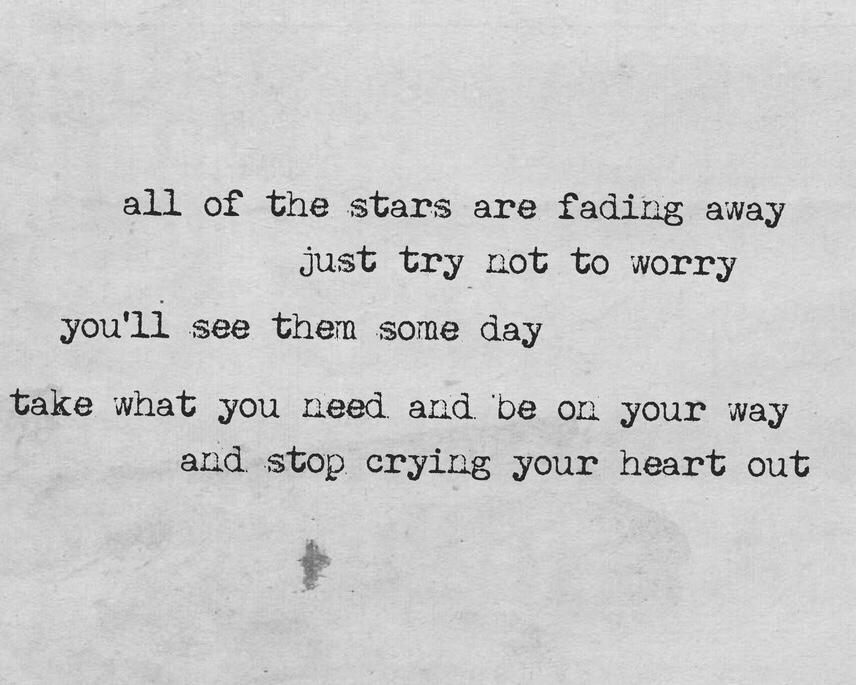 all of the stars are fading away
just try not to worry
you'll see them some day
take what you need and be on your way
and stop crying your heart out